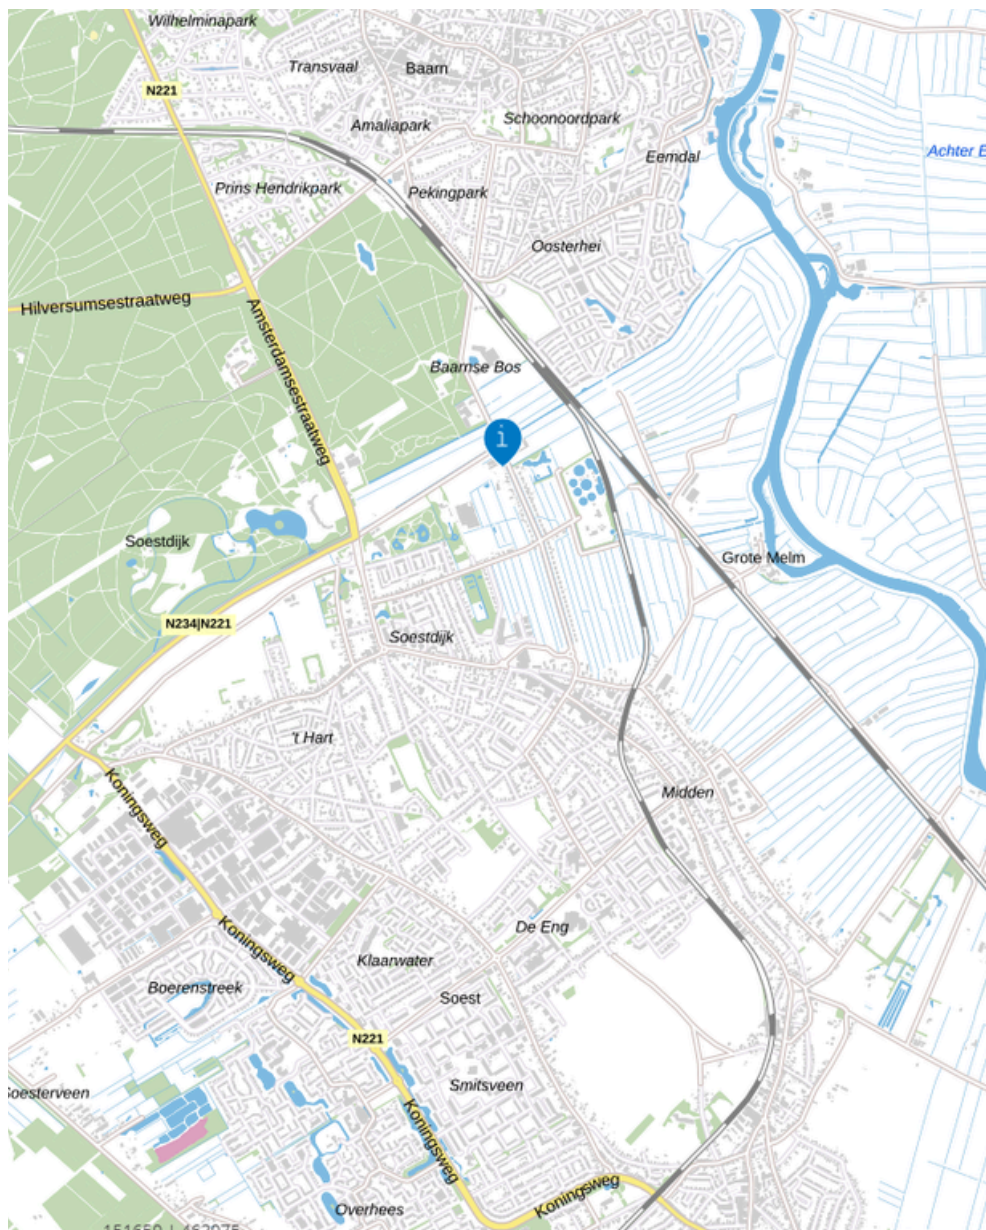 Wilhelminapark
Transvaal
Baarn
N221
Amaliapark
Schoonoordpark
Eemdal
Achter E
Prins Hendrikpark
Pekingpark
Oosterhei
Hilversumsestraatweg
Amsterdamsestraatweg
Baarnse Bos
i
Soestdijk
Grote Melm
N234|N221
Soestdijk
't Hart
Koningsweg
Midden
De Eng
Koningsweg
Klaarwater
Boerenstreek
Soest
N221
Smitsveen
Soesterveen
Koningsweg
Koningsweg
Overhees